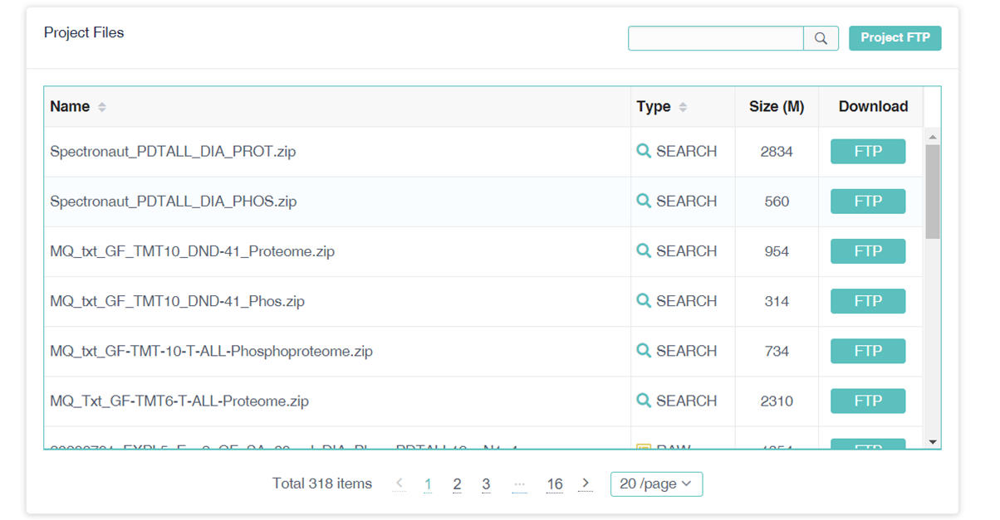 Project Files
Project FTP
Name Type Size (M) Download
Spectronaut_PDTALL_DIA_PROT.zip SEARCH 2834 FTP
Spectronaut_PDTALL_DIA_PHOS.zip SEARCH 560 FTP
MQ_txt_GF_TMT10_DND-41_Proteome.zip SEARCH 954 FTP
MQ_txt_GF_TMT10_DND-41_Phos.zip SEARCH 314 FTP
MQ_txt_GF-TMT-10-T-ALL-Phosphoproteome.zip SEARCH 734 FTP
MQ_Txt_GF-TMT6-T-ALL-Proteome.zip SEARCH 2310 FTP
RAW FTP
Total 318 items 1 2 3 ··· 16 20 /page